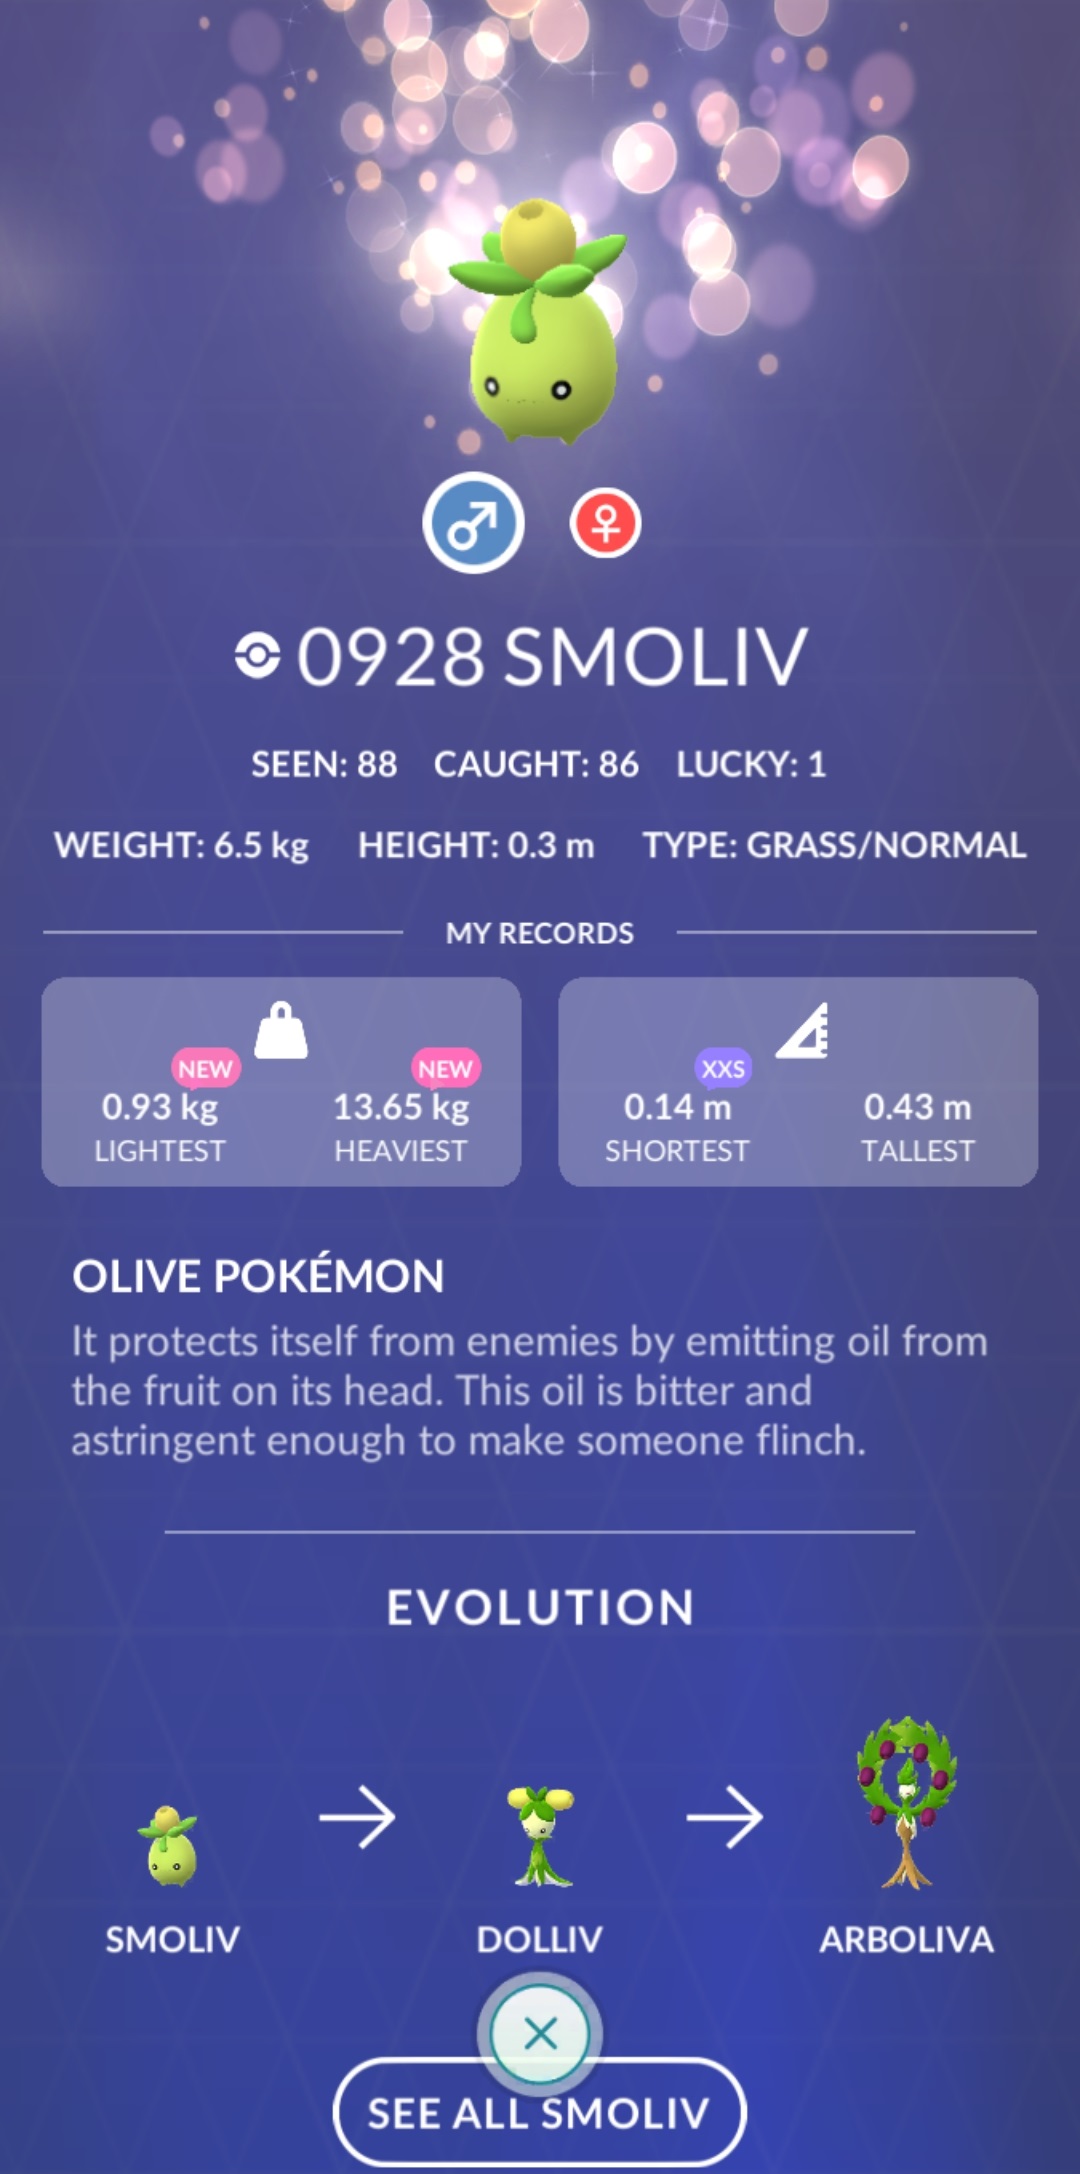 0928 SMOLIV
SEEN: 88 CAUGHT: 86 LUCKY: 1
WEIGHT: 6.5 kg HEIGHT: 0.3 m TYPE: GRASS/NORMAL
MY RECORDS
NEW NEW XXS
0.93 kg 13.65 kg 0.14 m 0.43 m
LIGHTEST HEAVIEST SHORTEST TALLEST
OLIVE POKÉMON
It protects itself from enemies by emitting oil from
the fruit on its head. This oil is bitter and
astringent enough to make someone flinch.
EVOLUTION
SMOLIV DOLLIV ARBOLIVA
SEE ALL SMOLIV